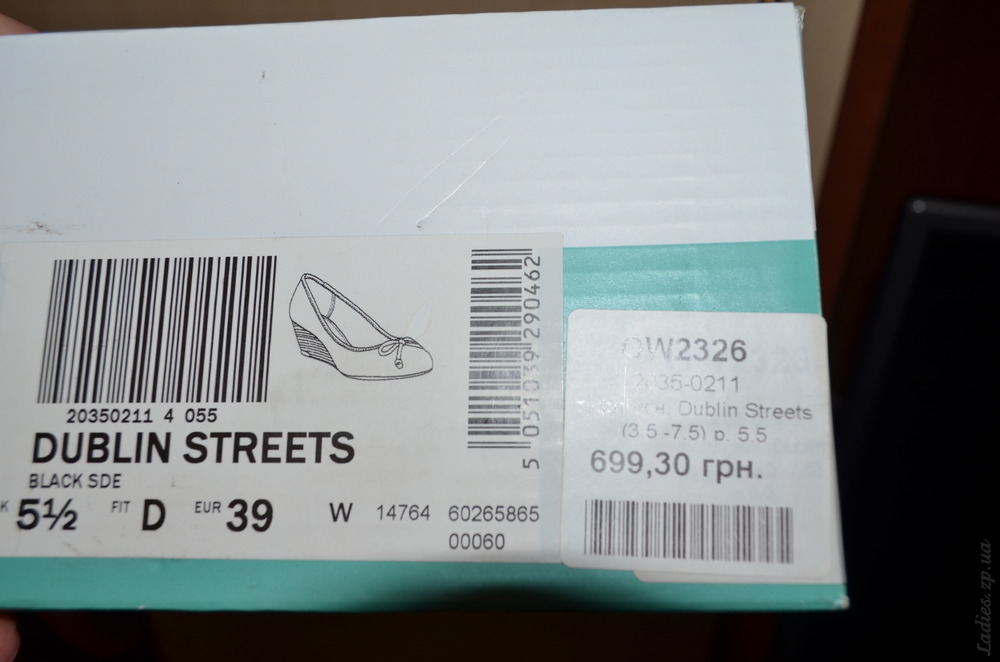 20350211 4 055
DUBLIN STREETS
BLACK SDE
5½ FIT D EUR 39 W 14764 60265865
00060
5 051039 290462
W2326
2035-0211
Dublin Streets
(3.5 -7.5) р. 5.5
699,30 грн.
Ladies.zp.ua